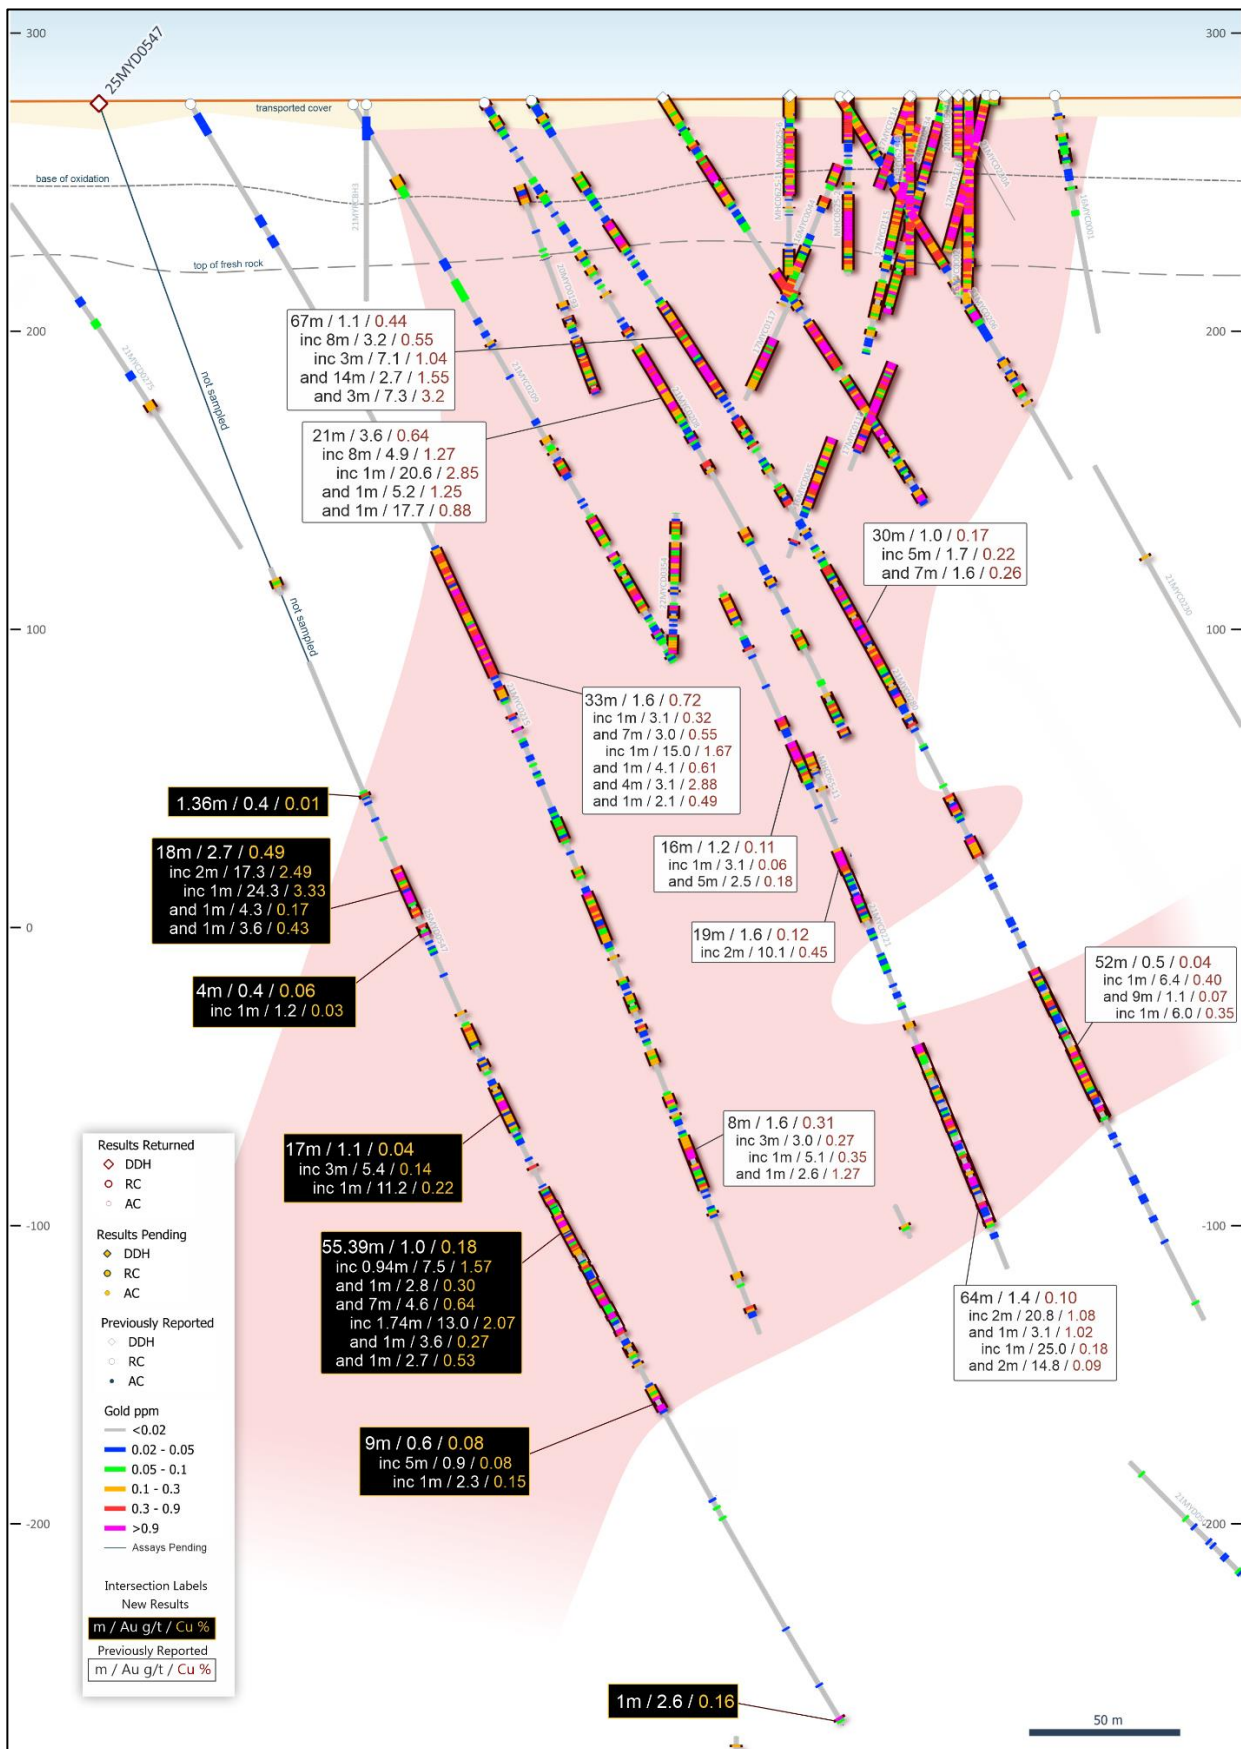 300
300
25MYD0547
transported cover
base of oxidation
top of fresh rock
21MYRCBH3
20MYD0194
16MYC0044
16MYC0001
17MYC0117
17MYC0115
21MYC0206
21MYC0275
21MYC0209
21MYC0208
not sampled
200
200
67m / 1.1 / 0.44
inc 8m / 3.2 / 0.55
inc 3m / 7.1 / 1.04
and 14m / 2.7 / 1.55
and 3m / 7.3 / 3.2
21m / 3.6 / 0.64
inc 8m / 4.9 / 1.27
inc 1m / 20.6 / 2.85
and 1m / 5.2 / 1.25
and 1m / 17.7 / 0.88
30m / 1.0 / 0.17
inc 5m / 1.7 / 0.22
and 7m / 1.6 / 0.26
22MYCD0354
21MYC0230
not sampled
100
100
33m / 1.6 / 0.72
inc 1m / 3.1 / 0.32
and 7m / 3.0 / 0.55
inc 1m / 15.0 / 1.67
and 1m / 4.1 / 0.61
and 4m / 3.1 / 2.88
and 1m / 2.1 / 0.49
21MYC0215
1.36m / 0.4 / 0.01
18m / 2.7 / 0.49
inc 2m / 17.3 / 2.49
inc 1m / 24.3 / 3.33
and 1m / 4.3 / 0.17
and 1m / 3.6 / 0.43
16m / 1.2 / 0.11
inc 1m / 3.1 / 0.06
and 5m / 2.5 / 0.18
19m / 1.6 / 0.12
inc 2m / 10.1 / 0.45
21MYC0221
0
0
52m / 0.5 / 0.04
inc 1m / 6.4 / 0.40
and 9m / 1.1 / 0.07
inc 1m / 6.0 / 0.35
4m / 0.4 / 0.06
inc 1m / 1.2 / 0.03
17m / 1.1 / 0.04
inc 3m / 5.4 / 0.14
inc 1m / 11.2 / 0.22
8m / 1.6 / 0.31
inc 3m / 3.0 / 0.27
inc 1m / 5.1 / 0.35
and 1m / 2.6 / 1.27
-100
-100
55.39m / 1.0 / 0.18
inc 0.94m / 7.5 / 1.57
and 1m / 2.8 / 0.30
and 7m / 4.6 / 0.64
inc 1.74m / 13.0 / 2.07
and 1m / 3.6 / 0.27
and 1m / 2.7 / 0.53
64m / 1.4 / 0.10
inc 2m / 20.8 / 1.08
and 1m / 3.1 / 1.02
inc 1m / 25.0 / 0.18
and 2m / 14.8 / 0.09
9m / 0.6 / 0.08
inc 5m / 0.9 / 0.08
inc 1m / 2.3 / 0.15
-200
-200
1m / 2.6 / 0.16
Results Returned
DDH
RC
AC
Results Pending
DDH
RC
AC
Previously Reported
DDH
RC
AC
Gold ppm
<0.02
0.02 - 0.05
0.05 - 0.1
0.1 - 0.3
0.3 - 0.9
>0.9
Assays Pending
Intersection Labels
New Results
m / Au g/t / Cu %
Previously Reported
m / Au g/t / Cu %
50 m